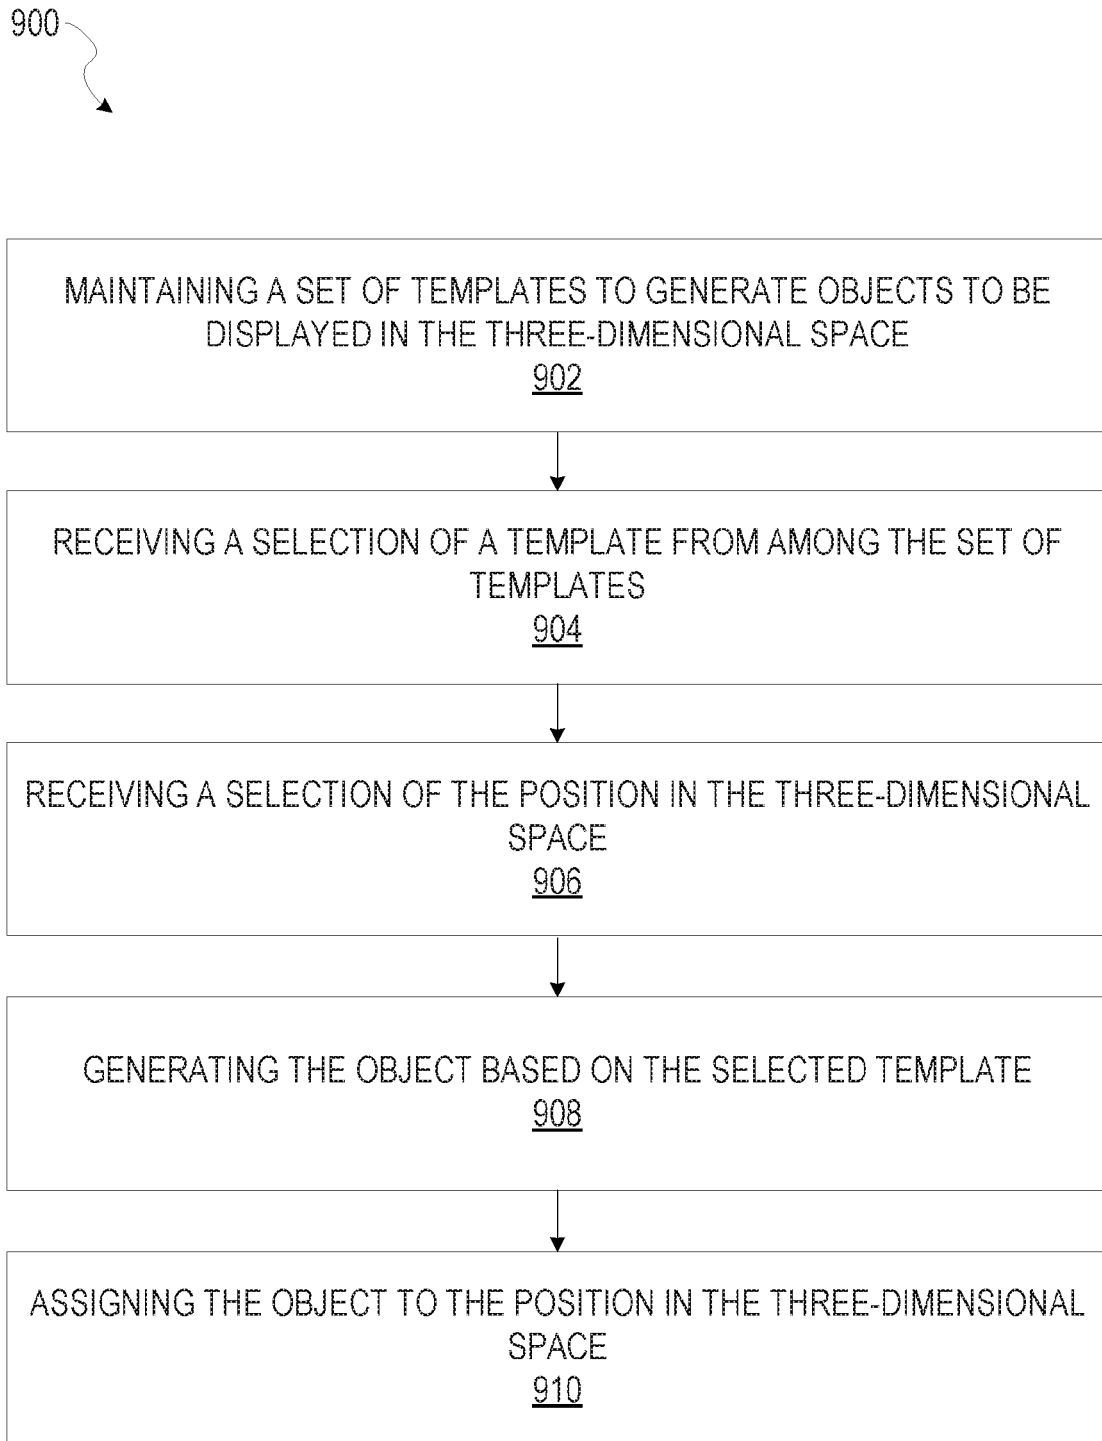 900
MAINTAINING A SET OF TEMPLATES TO GENERATE OBJECTS TO BE
DISPLAYED IN THE THREE-DIMENSIONAL SPACE
902
RECEIVING A SELECTION OF A TEMPLATE FROM AMONG THE SET OF
TEMPLATES
904
RECEIVING A SELECTION OF THE POSITION IN THE THREE-DIMENSIONAL
SPACE
906
GENERATING THE OBJECT BASED ON THE SELECTED TEMPLATE
908
ASSIGNING THE OBJECT TO THE POSITION IN THE THREE-DIMENSIONAL
SPACE
910